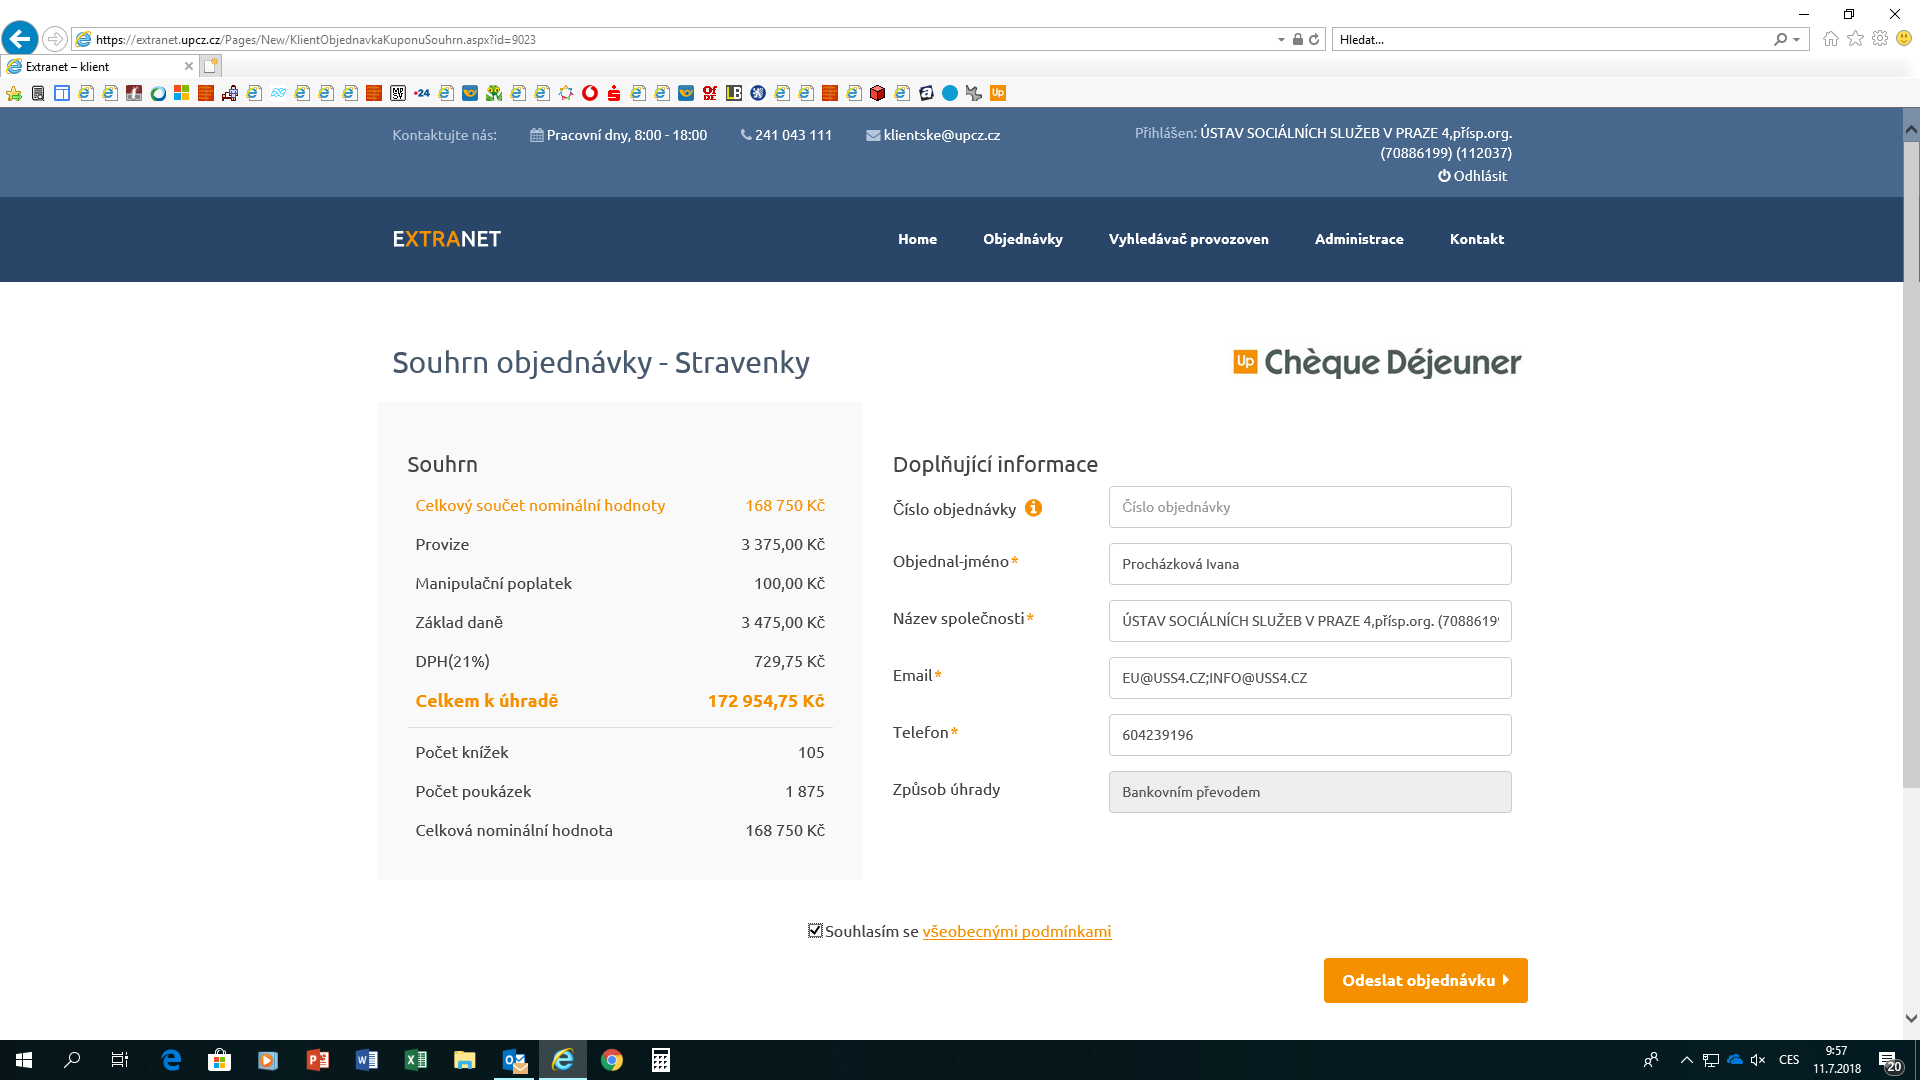 https://extranet.upcz.cz/Pages/New/KlientObjednavkaKuponuSouhrn.aspx?id=9023
Hledat...
Extranet – klient
Kontaktujte nás:
Pracovní dny, 8:00 - 18:00
241 043 111
klientske@upcz.cz
Přihlášen: ÚSTAV SOCIÁLNÍCH SLUŽEB V PRAZE 4,přísp.org.
(70886199) (112037)
Odhlásit
EXTRANET
Home
Objednávky
Vyhledávač provozoven
Administrace
Kontakt
Souhrn objednávky - Stravenky
Up Chèque Déjeuner
Souhrn
Celkový součet nominální hodnoty 168 750 Kč
Provize 3 375,00 Kč
Manipulační poplatek 100,00 Kč
Základ daně 3 475,00 Kč
DPH(21%) 729,75 Kč
Celkem k úhradě 172 954,75 Kč
Počet knížek 105
Počet poukázek 1 875
Celková nominální hodnota 168 750 Kč
Doplňující informace
Číslo objednávky Číslo objednávky
Objednal-jméno* Procházková Ivana
Název společnosti* ÚSTAV SOCIÁLNÍCH SLUŽEB V PRAZE 4,přísp.org. (7088619
Email* EU@USS4.CZ;INFO@USS4.CZ
Telefon* 604239196
Způsob úhrady Bankovním převodem
Souhlasím se všeobecnými podmínkami
Odeslat objednávku
CES
9:57
11.7.2018
20